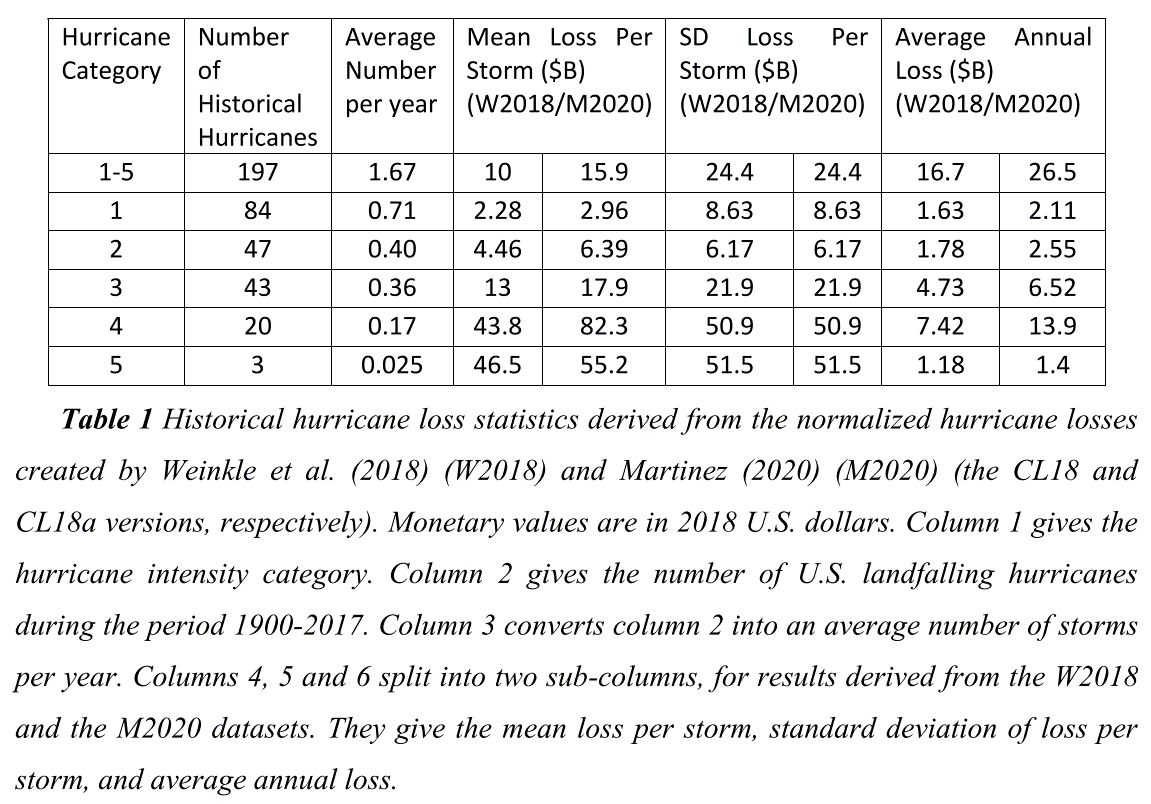 Hurricane Category Number of Historical Hurricanes Average Number per year Mean Loss Per Storm ($B) (W2018/M2020) SD Loss Per Storm ($B) (W2018/M2020) Average Annual Loss ($B) (W2018/M2020)
1-5 197 1.67 10 15.9 24.4 24.4 16.7 26.5
1 84 0.71 2.28 2.96 8.63 8.63 1.63 2.11
2 47 0.40 4.46 6.39 6.17 6.17 1.78 2.55
3 43 0.36 13 17.9 21.9 21.9 4.73 6.52
4 20 0.17 43.8 82.3 50.9 50.9 7.42 13.9
5 3 0.025 46.5 55.2 51.5 51.5 1.18 1.4
Table 1 Historical hurricane loss statistics derived from the normalized hurricane losses
created by Weinkle et al. (2018) (W2018) and Martinez (2020) (M2020) (the CL18 and
CL18a versions, respectively). Monetary values are in 2018 U.S. dollars. Column 1 gives the
hurricane intensity category. Column 2 gives the number of U.S. landfalling hurricanes
during the period 1900-2017. Column 3 converts column 2 into an average number of storms
per year. Columns 4, 5 and 6 split into two sub-columns, for results derived from the W2018
and the M2020 datasets. They give the mean loss per storm, standard deviation of loss per
storm, and average annual loss.